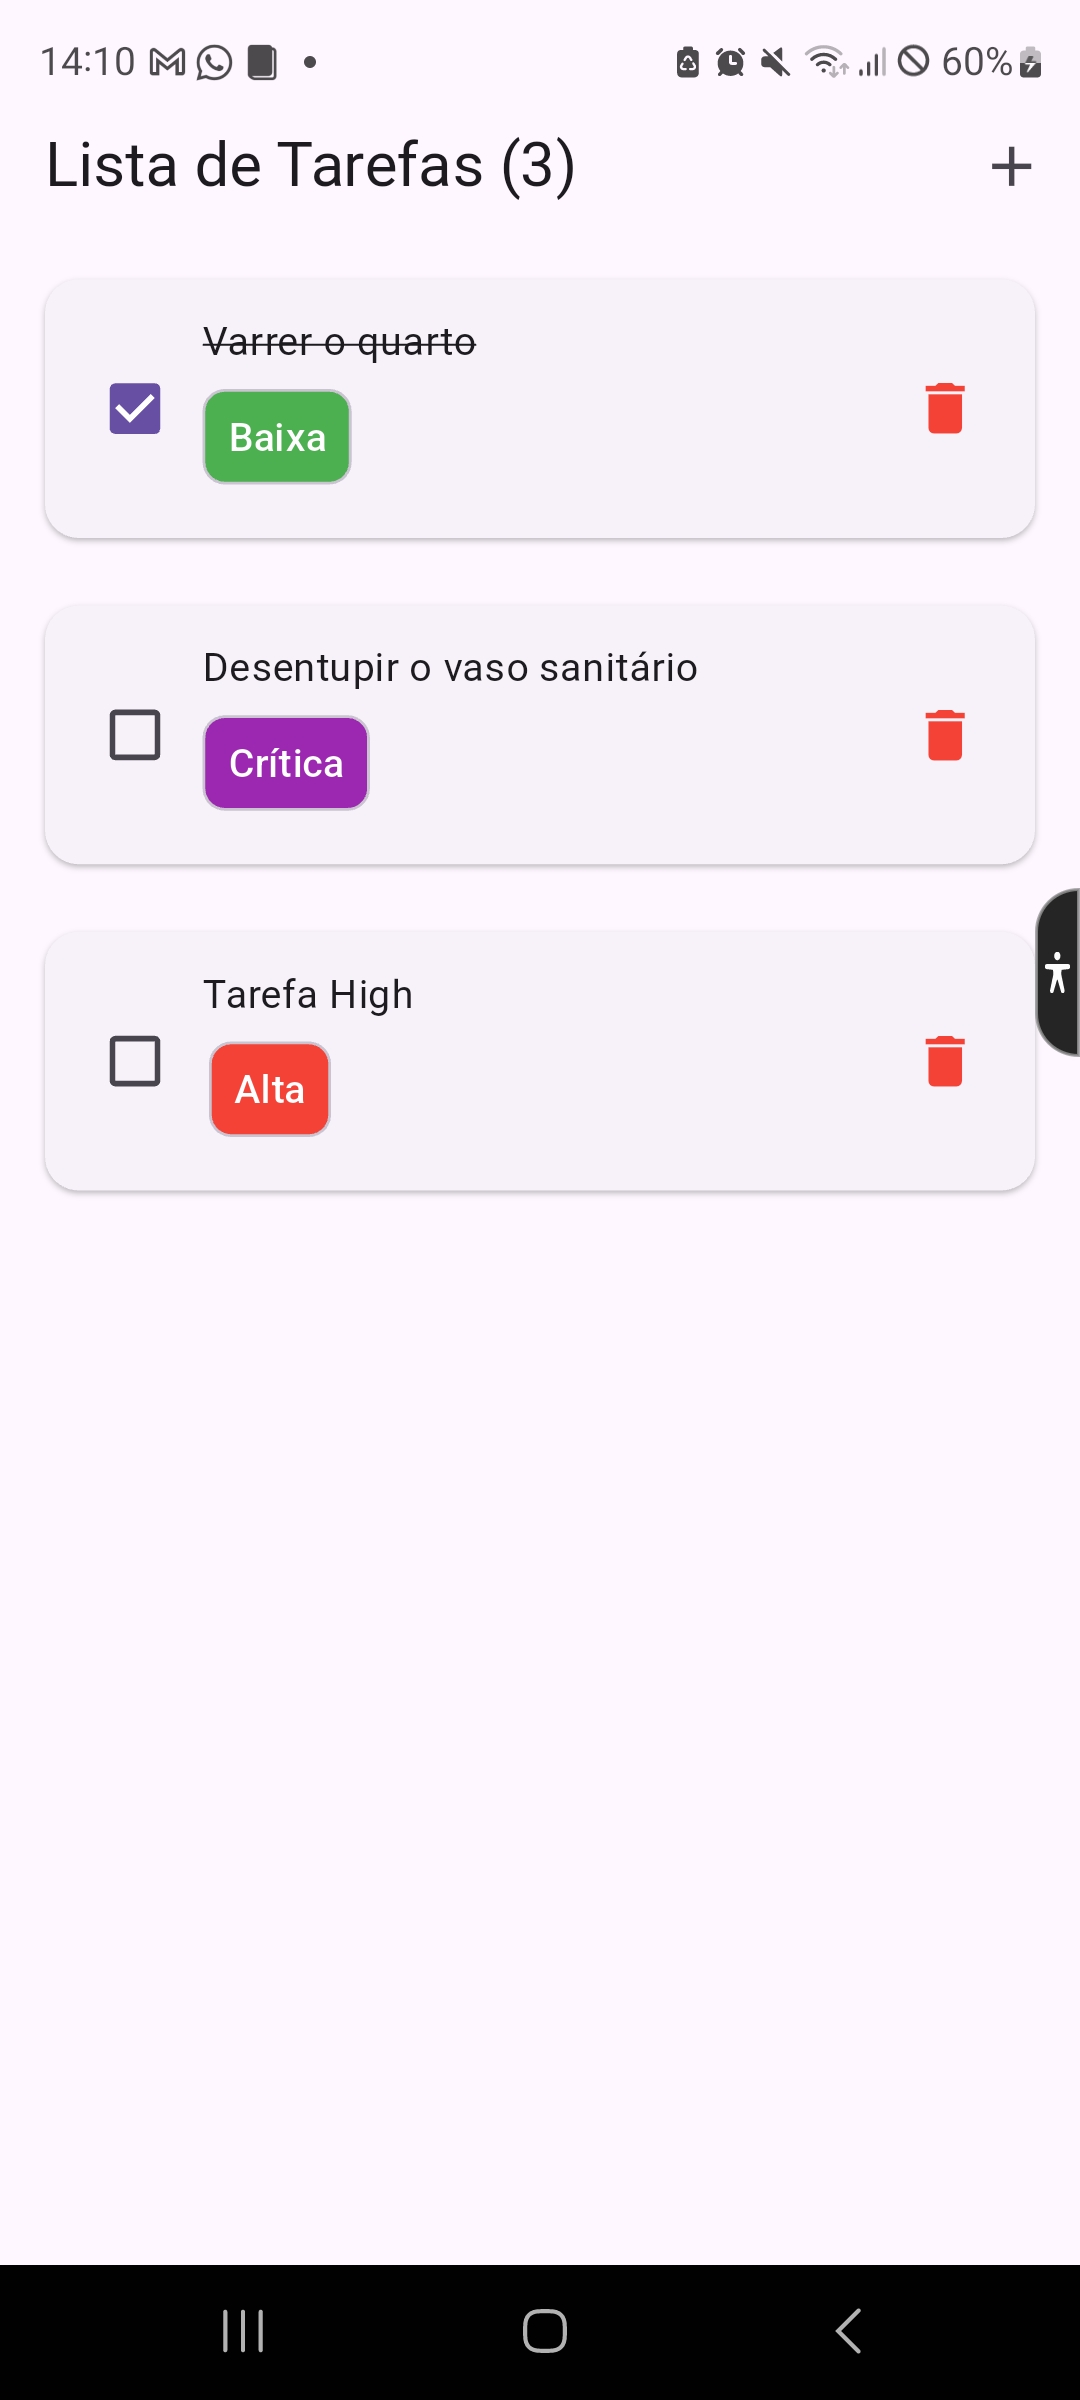 14:10 60%
Lista de Tarefas (3)
Varrer o quarto
Baixa
Desentupir o vaso sanitário
Crítica
Tarefa High
Alta